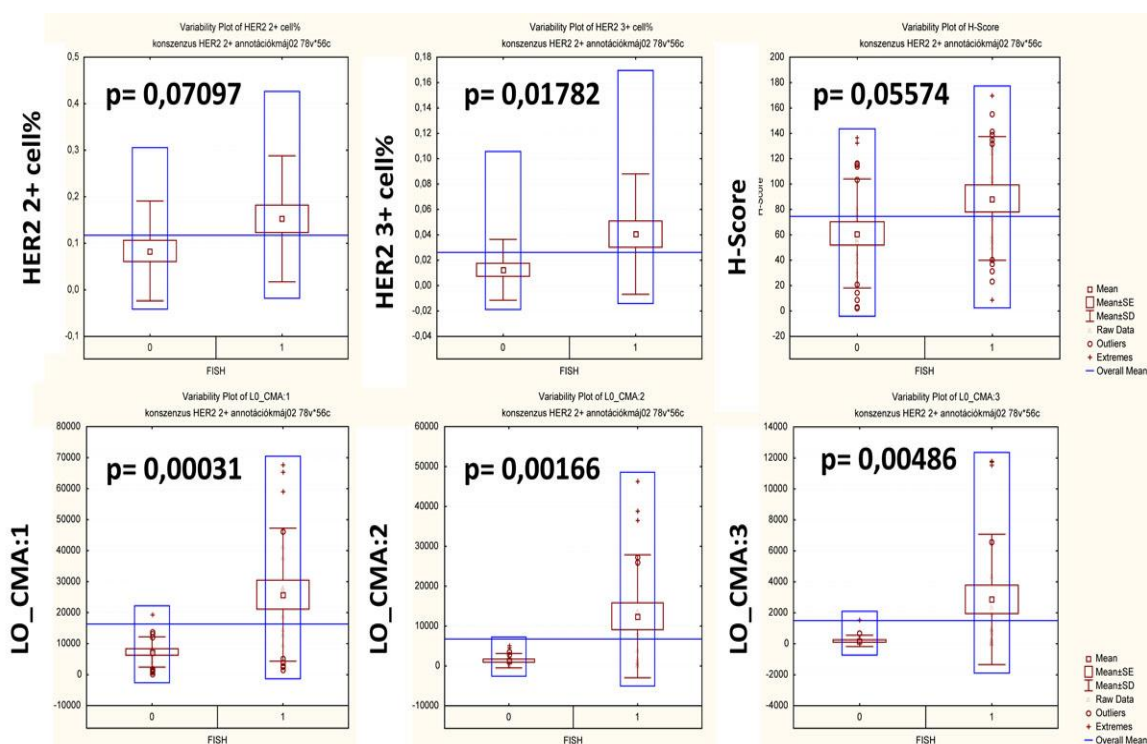 Variability Plot of HER2 2+ cell%
konszenzus HER2 2+ annotációkmáj02 78v*56c
p= 0,07097
HER2 2+ cell%
0,5
0,4
0,3
0,2
0,1
0,0
-0,1
0
1
FISH
Variability Plot of HER2 3+ cell%
konszenzus HER2 2+ annotációkmáj02 78v*56c
p= 0,01782
HER2 3+ cell%
0,18
0,16
0,14
0,12
0,10
0,08
0,06
0,04
0,02
0,00
-0,02
-0,04
0
1
FISH
Variability Plot of H-Score
konszenzus HER2 2+ annotációkmáj02 78v*56c
p= 0,05574
H-Score
H-Score
200
180
160
140
120
100
80
60
40
20
0
-20
0
1
FISH
Mean
Mean±SE
Mean±SD
Raw Data
Outliers
Extremes
Overall Mean
Variability Plot of L0_CMA:1
konszenzus HER2 2+ annotációkmáj02 78v*56c
p= 0,00031
LO_CMA:1
80000
70000
60000
50000
40000
30000
20000
10000
0
-10000
0
1
FISH
Variability Plot of L0_CMA:2
konszenzus HER2 2+ annotációkmáj02 78v*56c
p= 0,00166
LO_CMA:2
60000
50000
40000
30000
20000
10000
0
-10000
0
1
FISH
Variability Plot of L0_CMA:3
konszenzus HER2 2+ annotációkmáj02 78v*56c
p= 0,00486
LO_CMA:3
14000
12000
10000
8000
6000
4000
2000
0
-2000
-4000
0
1
FISH
Mean
Mean±SE
Mean±SD
Raw Data
Outliers
Extremes
Overall Mean